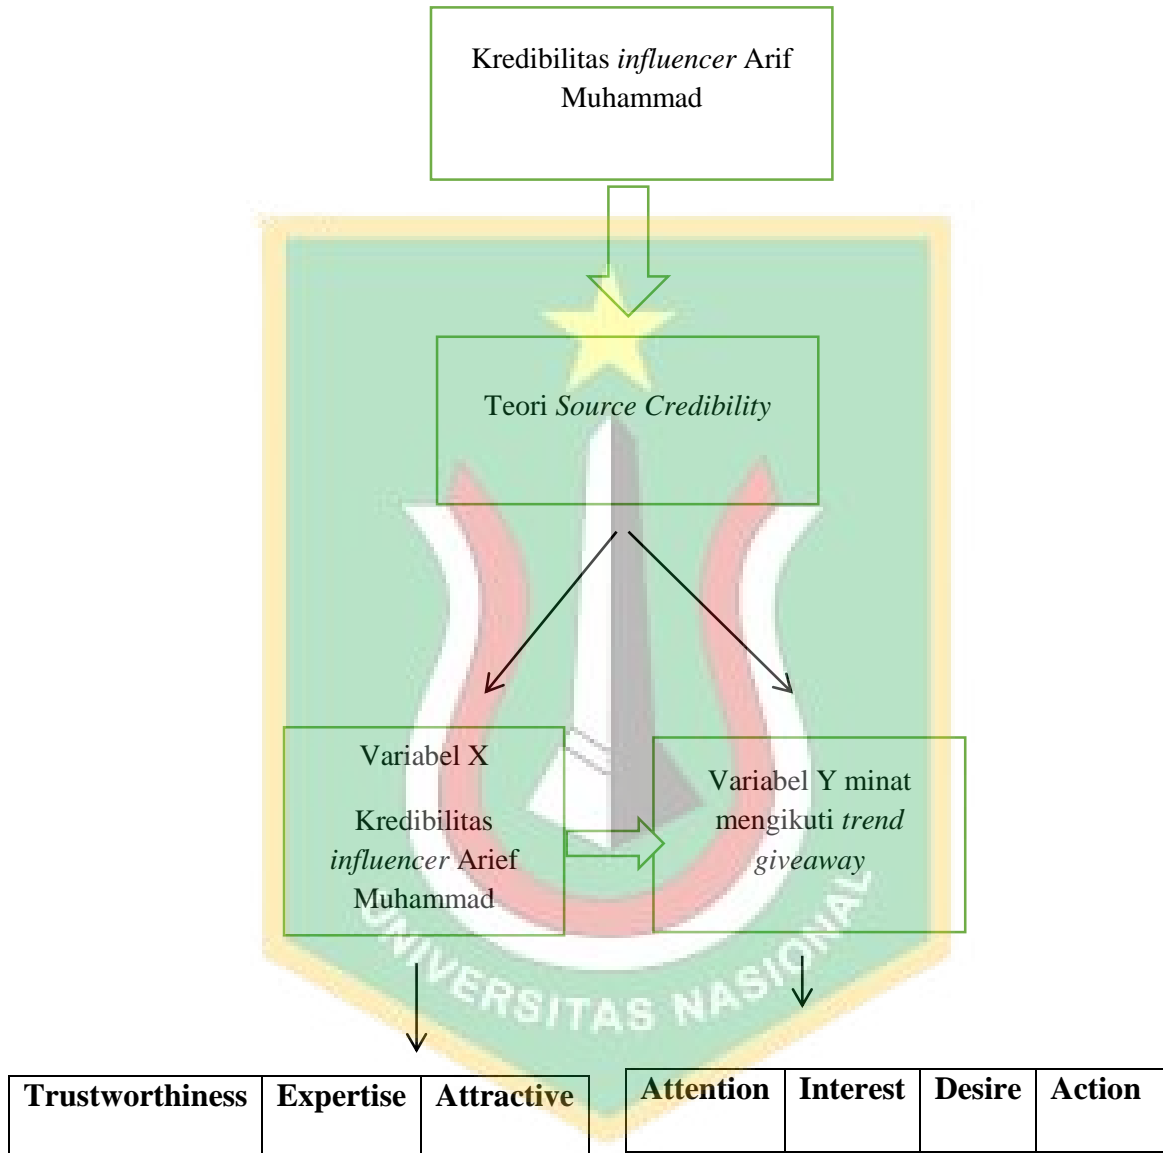 Kredibilitas influencer Arif
Muhammad
Teori Source Credibility
Variabel X
Kredibilitas
influencer Arief
Muhammad
Variabel Y minat
mengikuti trend
giveaway
UNIVERSITAS NASIONAL
Trustworthiness Expertise Attractive
Attention Interest Desire Action